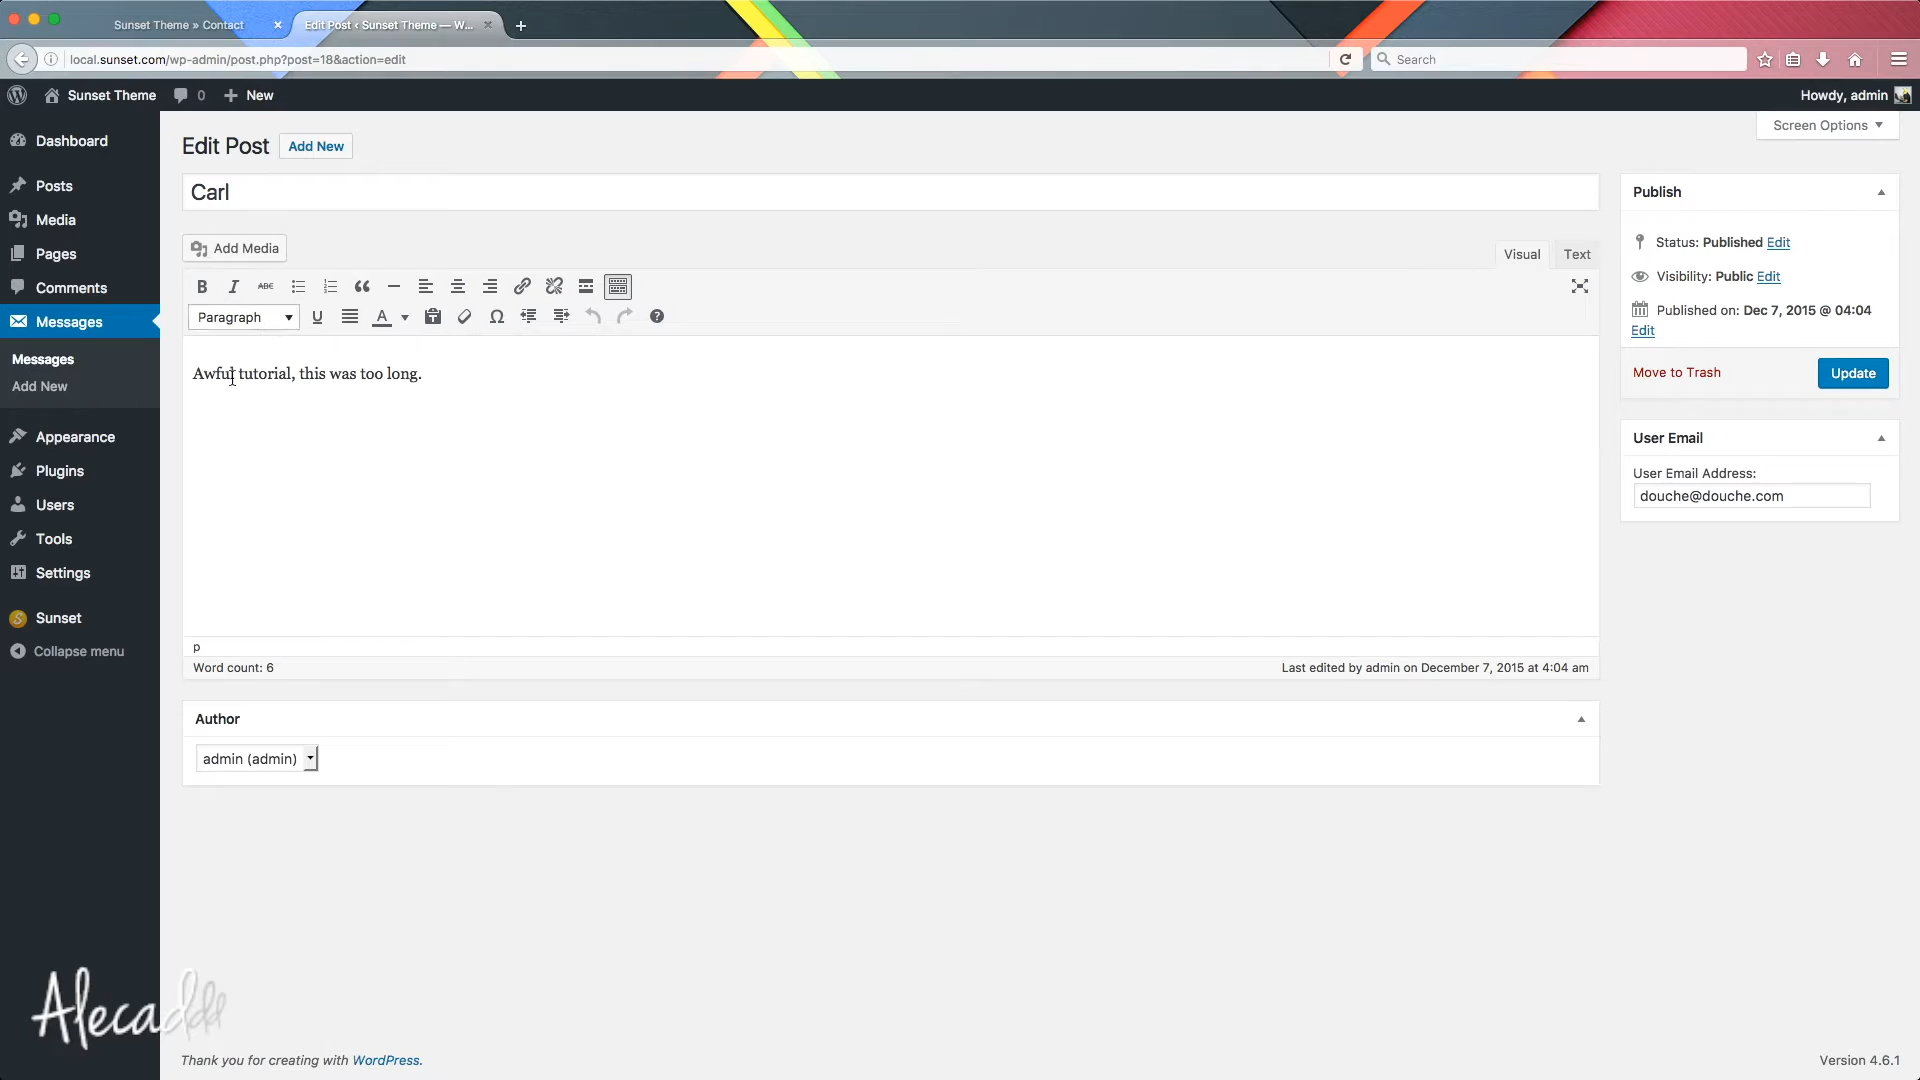 Sunset Theme » Contact
Edit Post ‹ Sunset Theme — W...
local.sunset.com/wp-admin/post.php?post=18&action=edit
Search
Sunset Theme
0
New
Howdy, admin
Screen Options
Dashboard
Posts
Media
Pages
Comments
Messages
Messages
Add New
Appearance
Plugins
Users
Tools
Settings
Sunset
Collapse menu
Edit Post
Add New
Carl
Add Media
Visual
Text
B I ABC
Paragraph
U A Ω
Awful tutorial, this was too long.
p
Word count: 6
Last edited by admin on December 7, 2015 at 4:04 am
Author
admin (admin)
Publish
Status: Published Edit
Visibility: Public Edit
Published on: Dec 7, 2015 @ 04:04
Edit
Move to Trash
Update
User Email
User Email Address:
douche@douche.com
Alecaddd
Thank you for creating with WordPress.
Version 4.6.1